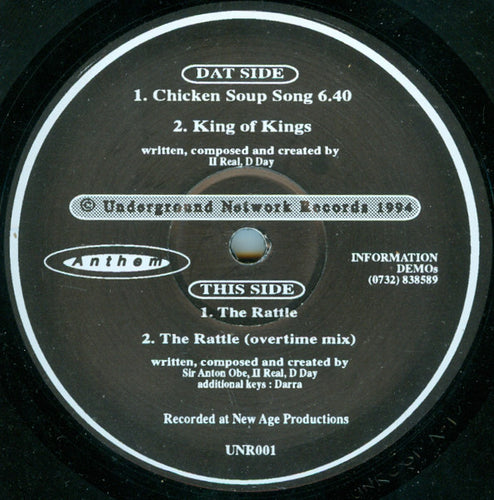 DAT SIDE
1. Chicken Soup Song 6.40
2. King of Kings
written, composed and created by
II Real, D Day
© Underground Network Records 1994
Anthem
INFORMATION
DEMOs
(0732) 838589
THIS SIDE
1. The Rattle
2. The Rattle (overtime mix)
written, composed and created by
Sir Anton Obe, II Real, D Day
additional keys : Darra
Recorded at New Age Productions
UNR001